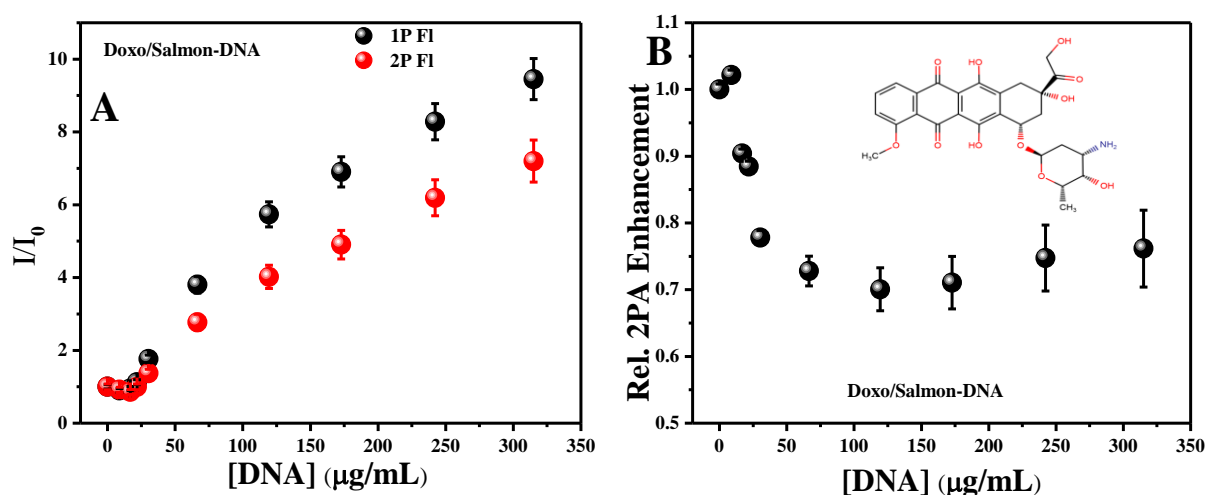 Doxo/Salmon-DNA
1P Fl
2P Fl
A
10
8
6
4
2
0
I/I0
0 50 100 150 200 250 300 350
[DNA] (μg/mL)
B
1.1
1.0
0.9
0.8
0.7
0.6
0.5
Rel. 2PA Enhancement
OH
O OH O
OH
O
O OH
O
CH3
O
NH2
O
OH
CH3
Doxo/Salmon-DNA
0 50 100 150 200 250 300 350
[DNA] (μg/mL)